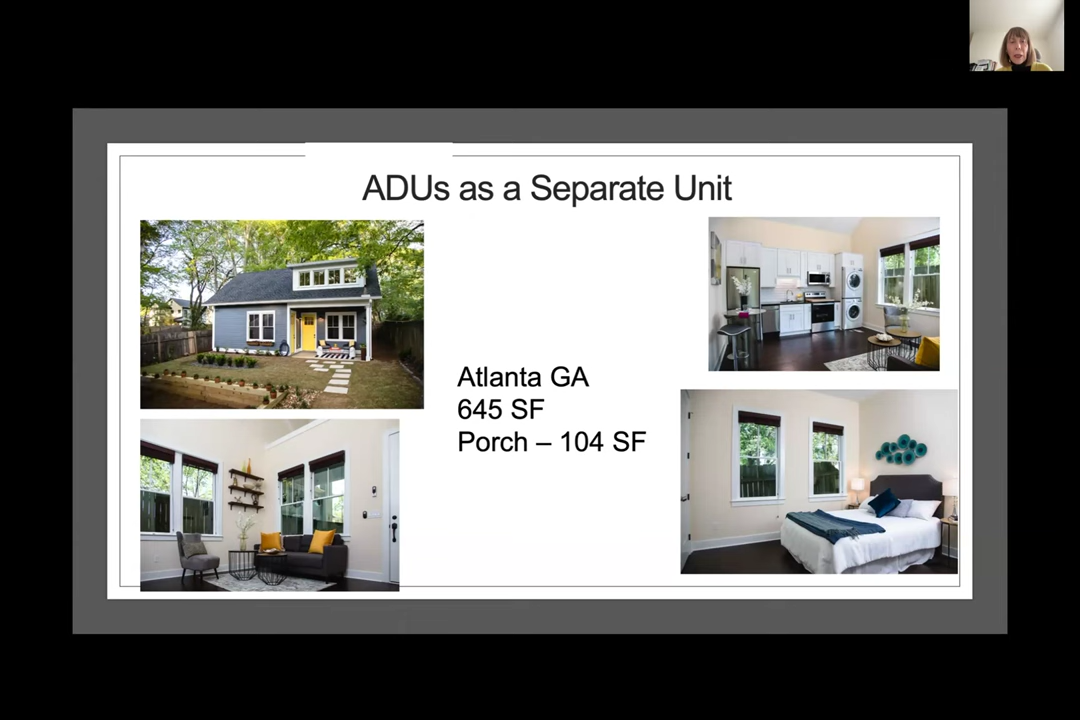 ADUs as a Separate Unit
Atlanta GA
645 SF
Porch – 104 SF